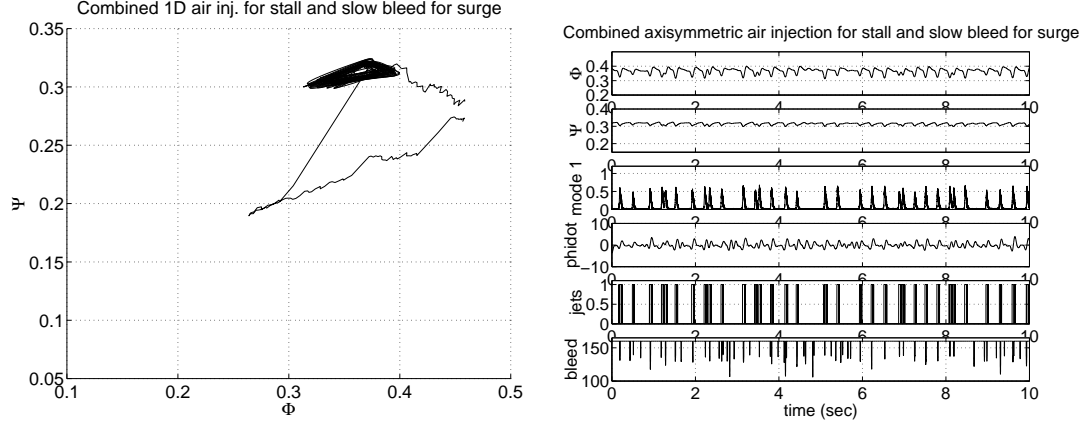 Combined 1D air inj. for stall and slow bleed for surge
0.35
0.3
0.25
Ψ
0.2
0.15
0.1
0.05
0.1 0.2 0.3 0.4 0.5
Φ
Combined axisymmetric air injection for stall and slow bleed for surge
Φ
0.4
0.3
0.2
0 2 4 6 8 10
Ψ
0.4
0.3
0.2
0 2 4 6 8 10
mode 1
1
0.5
0
0 2 4 6 8 10
phidot
10
0
−10
0 2 4 6 8 10
jets
1
0.5
0
0 2 4 6 8 10
bleed
150
100
0 2 4 6 8 10
time (sec)